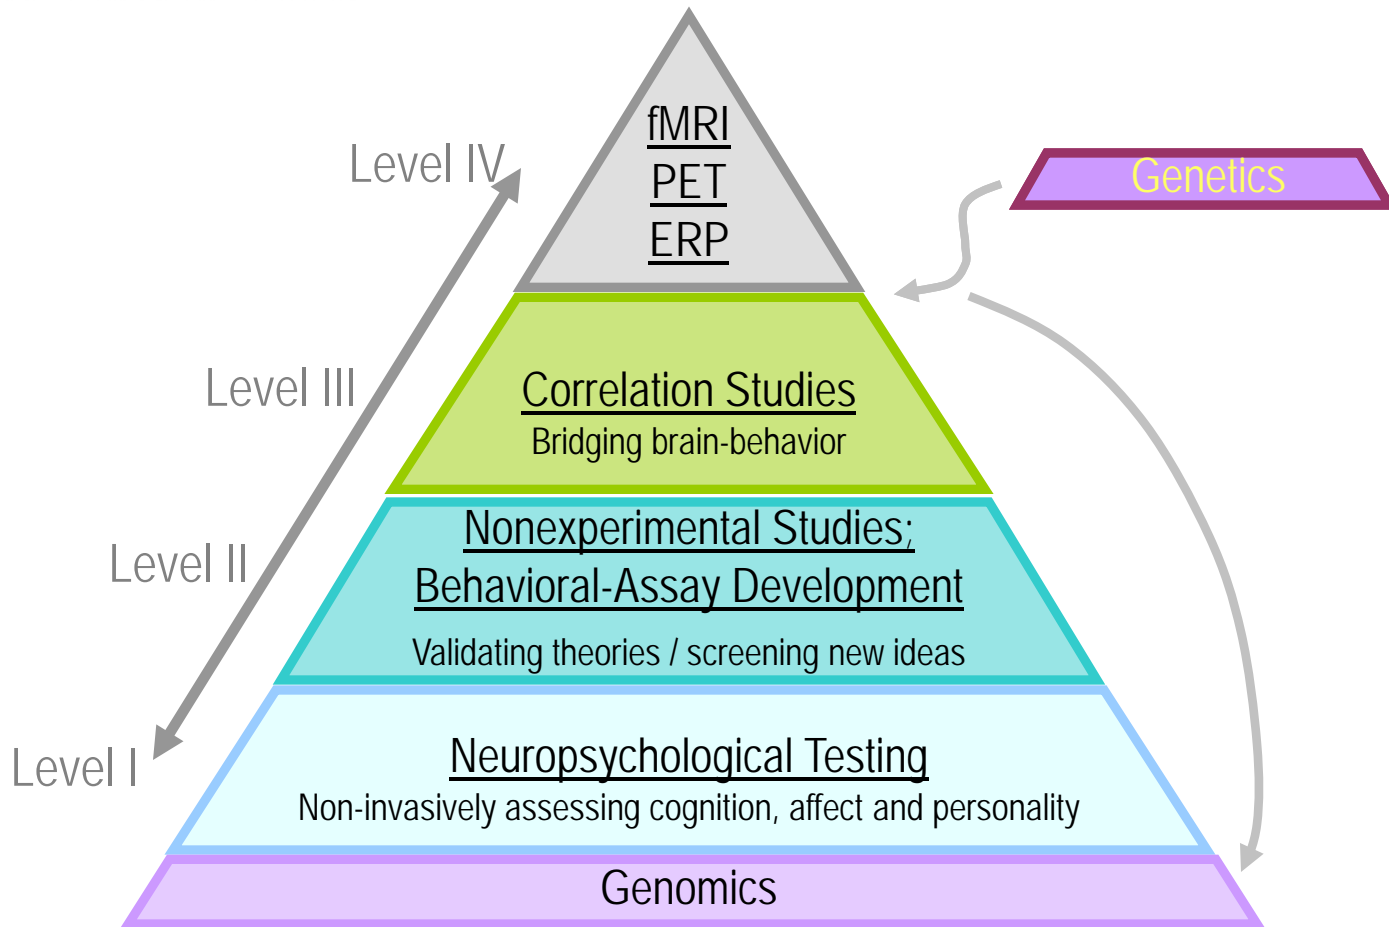 fMRI
PET
ERP
Level IV
Genetics
Level III
Correlation Studies
Bridging brain-behavior
Level II
Nonexperimental Studies;
Behavioral-Assay Development
Validating theories / screening new ideas
Level I
Neuropsychological Testing
Non-invasively assessing cognition, affect and personality
Genomics